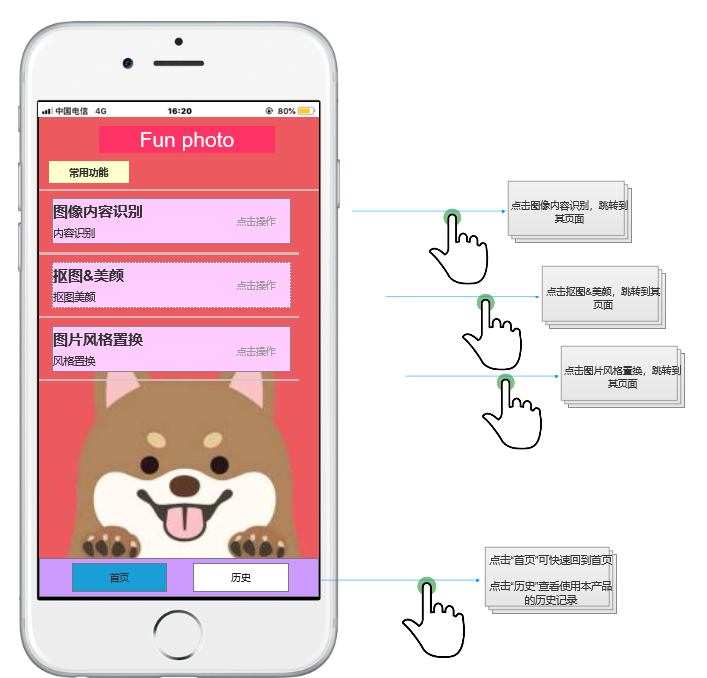 中国电信 4G 16:20 80%
Fun photo
常用功能
图像内容识别
点击操作
内容识别
抠图&美颜
点击操作
抠图美颜
图片风格置换
点击操作
风格置换
首页 历史
点击图像内容识别，跳转到
其页面
点击抠图&美颜，跳转到其
页面
点击图片风格置换，跳转到
其页面
点击“首页”可快速回到首页
点击“历史”查看使用本产品
的历史记录